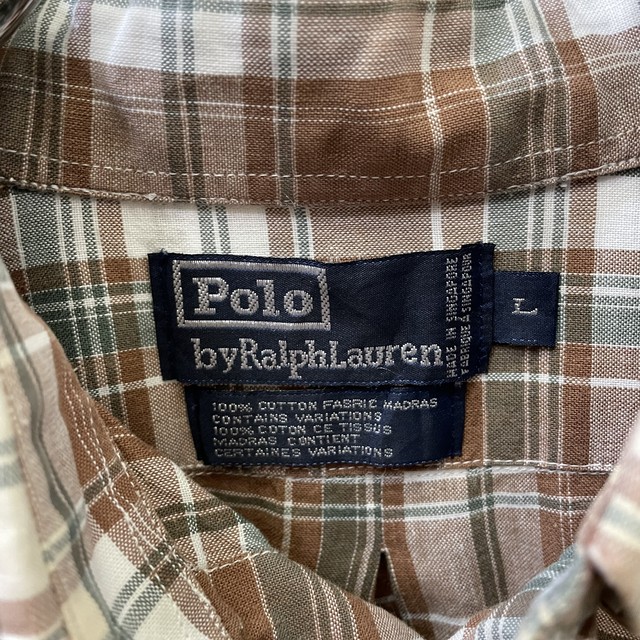 Polo
byRalphLauren
MADE IN SINGAPORE
FABRIQUÉ À SINGAPOUR
L
100% COTTON FABRIC MADRAS
CONTAINS VARIATIONS
100% COTON CE TISSUS
MADRAS CONTIENT
CERTAINES VARIATIONS